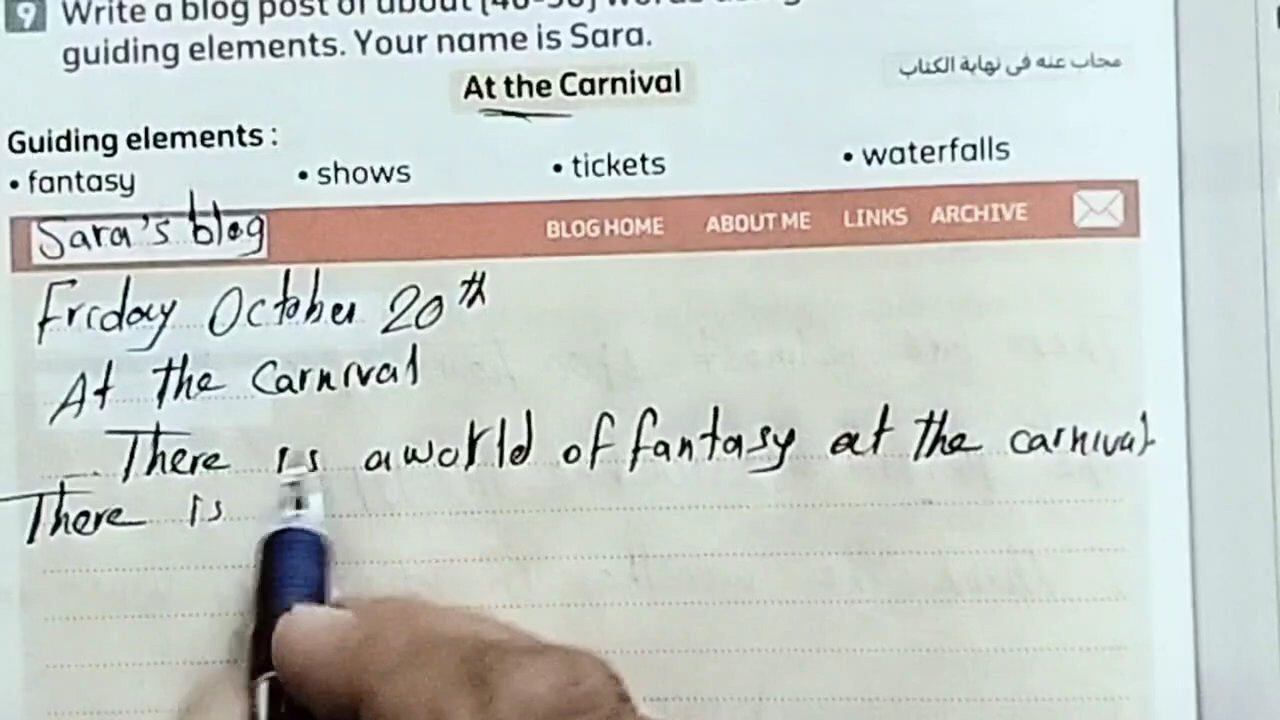 9 Write a blog post of about
guiding elements. Your name is Sara.
مجاب عنه فى نهاية الكتاب
At the Carnival
Guiding elements :
• fantasy • shows • tickets • waterfalls
Sara's blog BLOG HOME ABOUT ME LINKS ARCHIVE
Friday October 20th
At the Carnival
There is a world of fantasy at the carnival.
There is